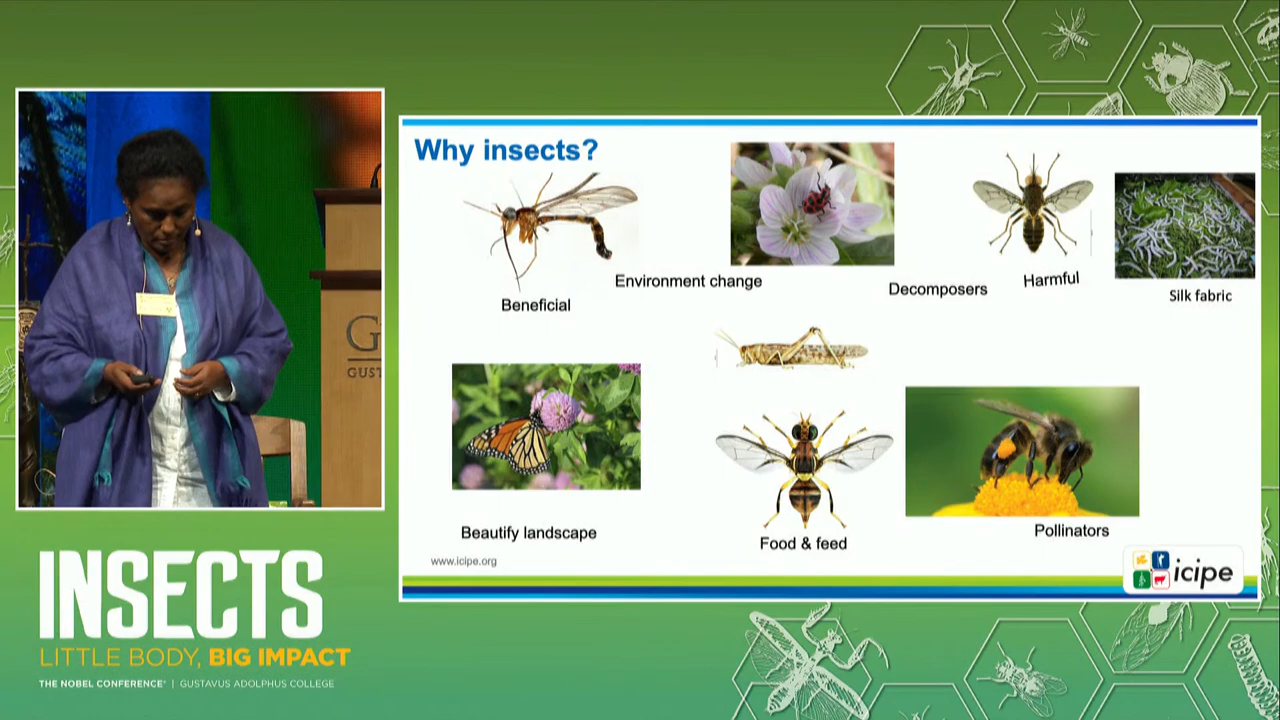 Why insects?
Beneficial
Environment change
Decomposers
Harmful
Silk fabric
Beautify landscape
Food & feed
Pollinators
www.icipe.org
icipe
G
GUST
INSECTS
LITTLE BODY, BIG IMPACT
THE NOBEL CONFERENCE® | GUSTAVUS ADOLPHUS COLLEGE